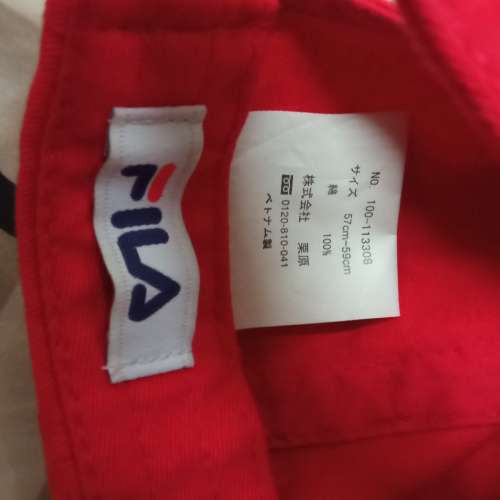 FILA
NO. 100-113308
サイズ 57cm~59cm
綿 100%
株式会社 栗原
0120-810-041
ベトナム製